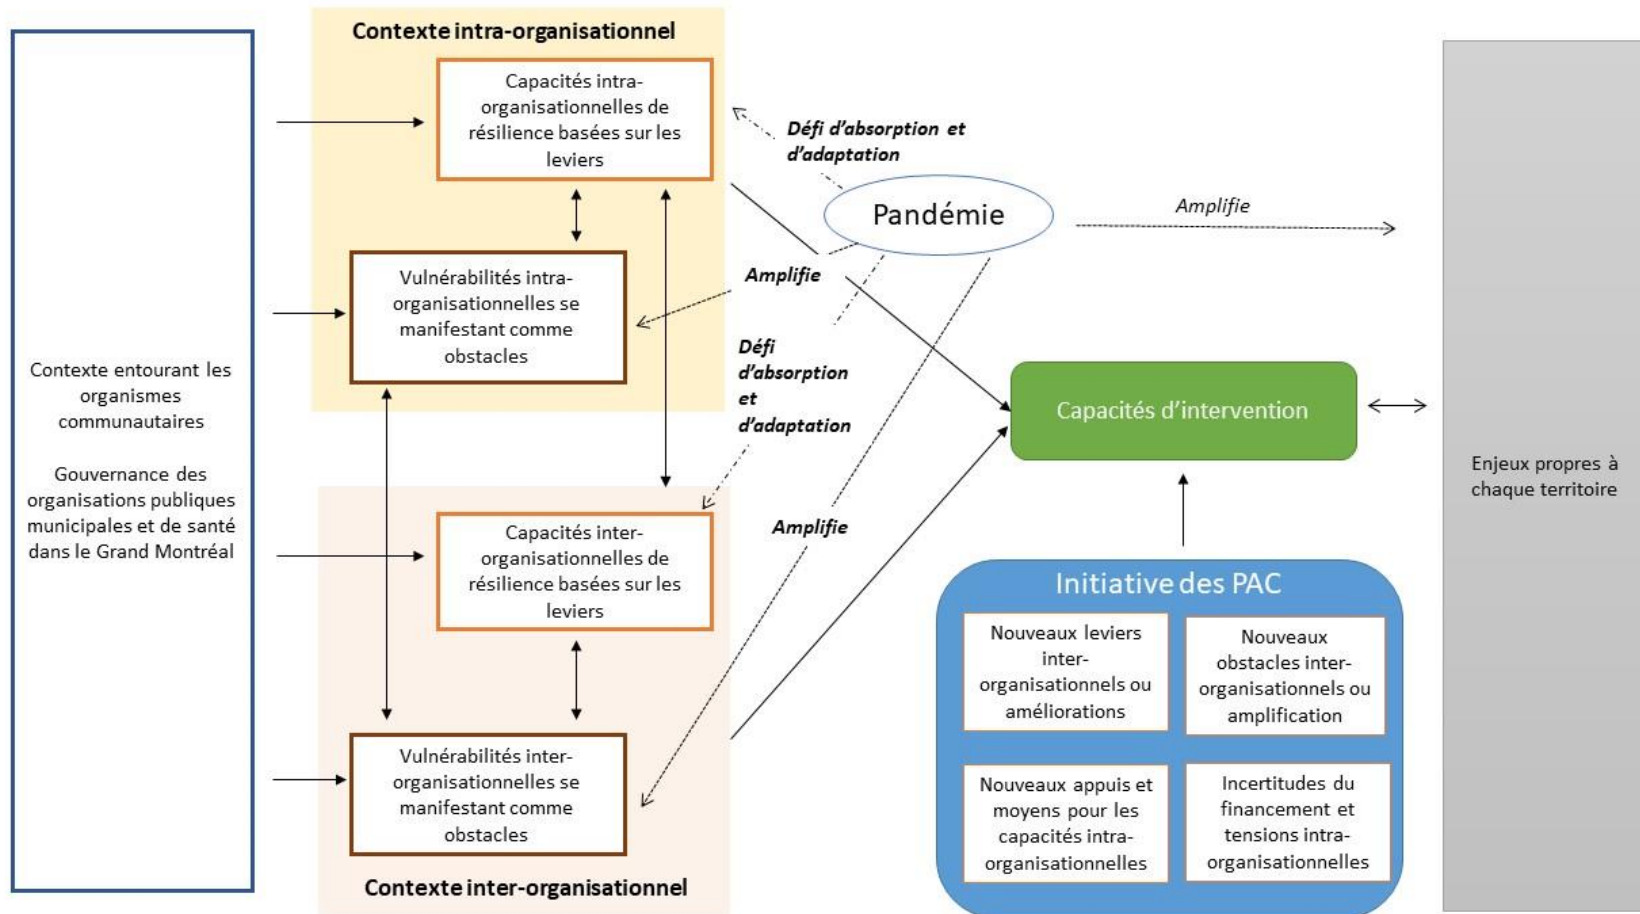 Contexte entourant les
organismes
communautaires
Gouvernance des
organisations publiques
municipales et de santé
dans le Grand Montréal
Contexte intra-organisationnel
Capacités intra-
organisationnelles de
résilience basées sur les
leviers
Vulnérabilités intra-
organisationnelles se
manifestant comme
obstacles
Capacités inter-
organisationnelles de
résilience basées sur les
leviers
Vulnérabilités inter-
organisationnelles se
manifestant comme
obstacles
Contexte inter-organisationnel
Défi d'absorption et
d'adaptation
Pandémie
Amplifie
Amplifie
Défi
d'absorption
et
d'adaptation
Amplifie
Capacités d'intervention
Initiative des PAC
Nouveaux leviers
inter-
organisationnels ou
améliorations
Nouveaux
obstacles inter-
organisationnels ou
amplification
Nouveaux appuis et
moyens pour les
capacités intra-
organisationnelles
Incertitudes du
financement et
tensions intra-
organisationnelles
Enjeux propres à
chaque territoire